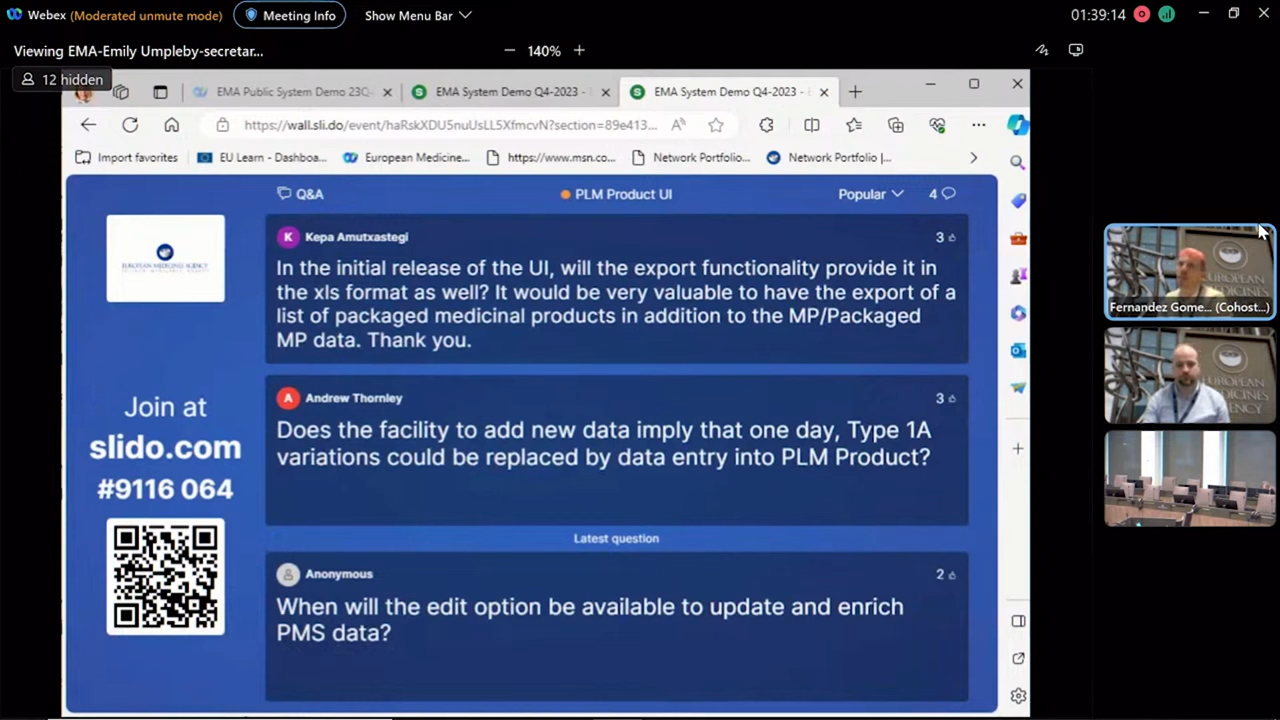 Webex (Moderated unmute mode) Meeting Info Show Menu Bar 01:39:14
Viewing EMA-Emily Umpleby-secretar... 140%
12 hidden
EMA Public System Demo 23Q- EMA System Demo Q4-2023 - EMA System Demo Q4-2023 -
https://wall.sli.do/event/haRskXDU5nuUsLL5XfmcvN?section=89e413...
Import favorites EU Learn - Dashboa... European Medicine... https://www.msn.co... Network Portfolio... Network Portfolio |...
Q&A PLM Product UI Popular 4
EUROPEAN MEDICINES AGENCY
Join at
slido.com
#9116 064
K Kepa Amutxastegi 3
In the initial release of the UI, will the export functionality provide it in
the xls format as well? It would be very valuable to have the export of a
list of packaged medicinal products in addition to the MP/Packaged
MP data. Thank you.
A Andrew Thornley 3
Does the facility to add new data imply that one day, Type 1A
variations could be replaced by data entry into PLM Product?
Latest question
Anonymous 2
When will the edit option be available to update and enrich
PMS data?
Fernandez Gome... (Cohost...)